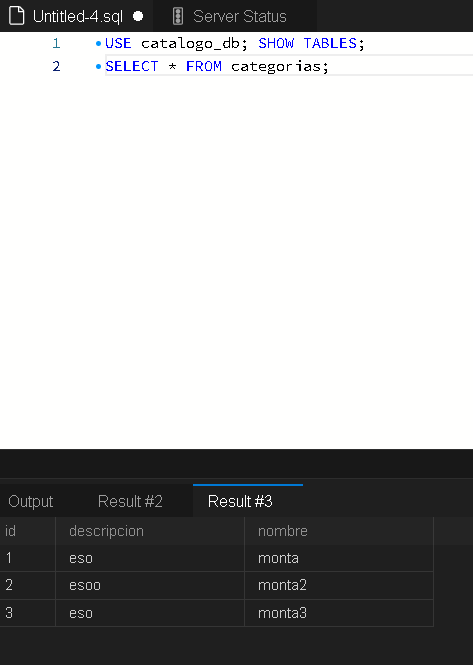 Untitled-4.sql Server Status
1 USE catalogo_db; SHOW TABLES;
2 SELECT * FROM categorias;
Output Result #2 Result #3
id descripcion nombre
1 eso monta
2 esoo monta2
3 eso monta3